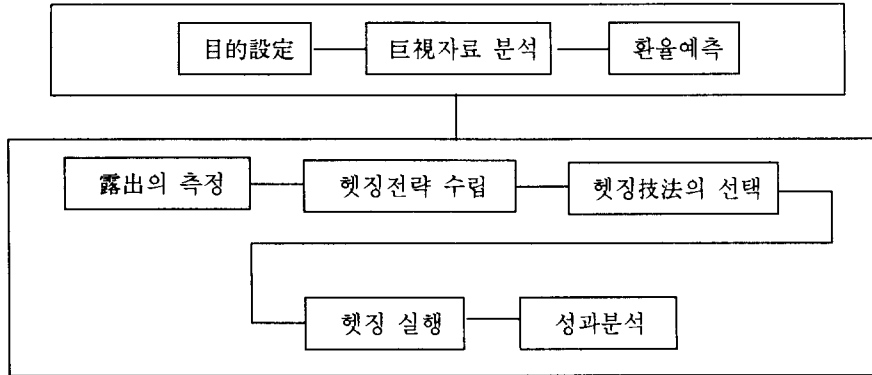 目的設定 巨視자료 분석 환율예측
露出의 측정 헷징전략 수립 헷징技法의 선택
헷징 실행 성과분석